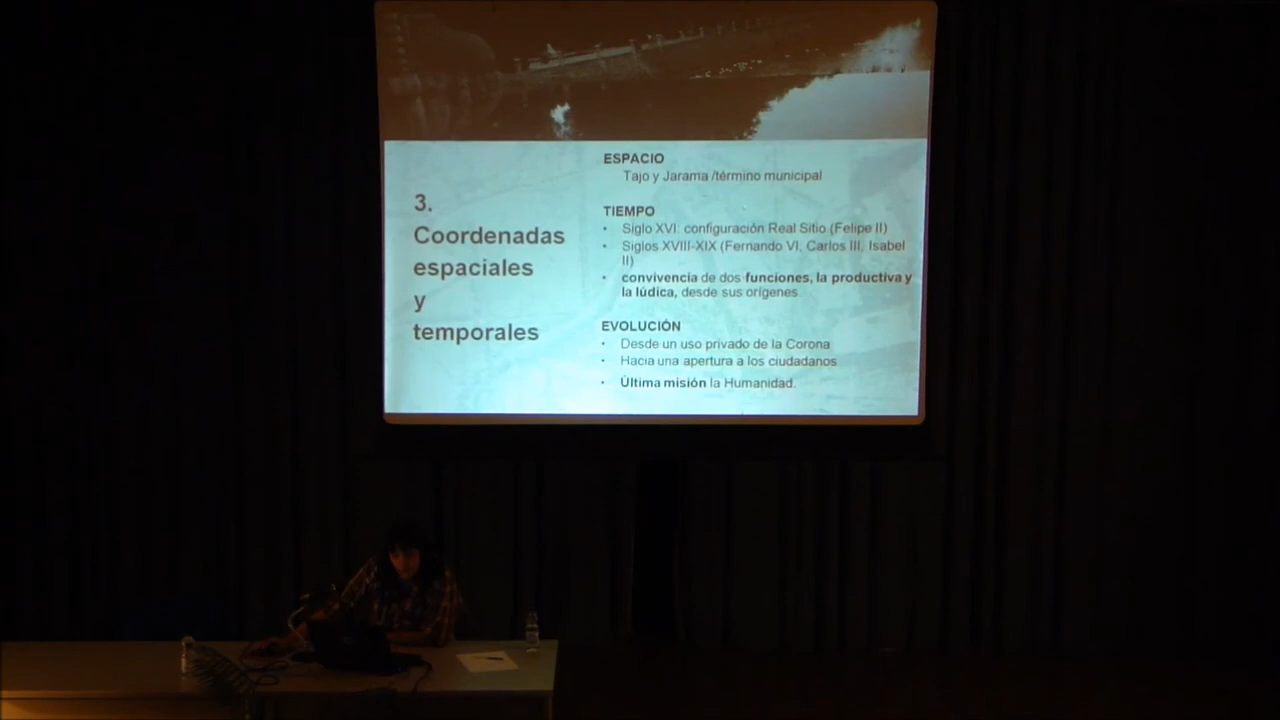 3.
Coordenadas
espaciales
y
temporales
ESPACIO
Tajo y Jarama /término municipal
TIEMPO
• Siglo XVI: configuración Real Sitio (Felipe II)
• Siglos XVIII-XIX (Fernando VI, Carlos III, Isabel
II)
• convivencia de dos funciones, la productiva y
la lúdica, desde sus orígenes.
EVOLUCIÓN
• Desde un uso privado de la Corona
• Hacia una apertura a los ciudadanos
• Última misión la Humanidad.